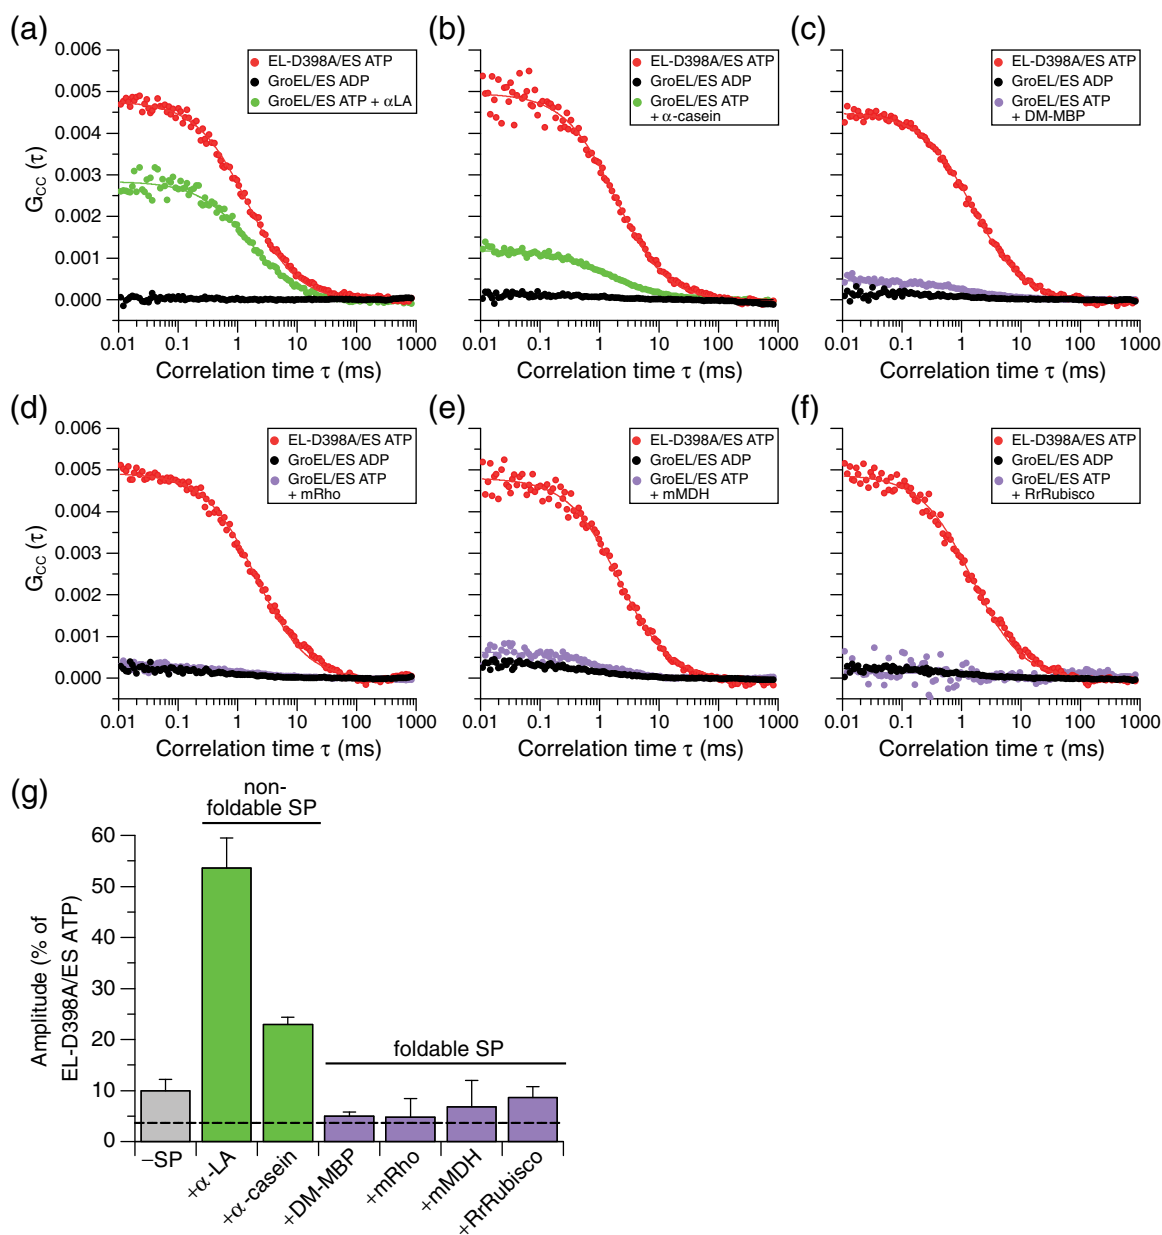 (a)
(b)
(c)
0.006
0.005
0.004
0.003
0.002
0.001
0.000
G_CC (τ)
EL-D398A/ES ATP
GroEL/ES ADP
GroEL/ES ATP + αLA
EL-D398A/ES ATP
GroEL/ES ADP
GroEL/ES ATP
+ α-casein
EL-D398A/ES ATP
GroEL/ES ADP
GroEL/ES ATP
+ DM-MBP
0.01 0.1 1 10 100 1000
0.01 0.1 1 10 100 1000
0.01 0.1 1 10 100 1000
Correlation time τ (ms)
Correlation time τ (ms)
Correlation time τ (ms)
(d)
(e)
(f)
0.006
0.005
0.004
0.003
0.002
0.001
0.000
G_CC (τ)
EL-D398A/ES ATP
GroEL/ES ADP
GroEL/ES ATP
+ mRho
EL-D398A/ES ATP
GroEL/ES ADP
GroEL/ES ATP
+ mMDH
EL-D398A/ES ATP
GroEL/ES ADP
GroEL/ES ATP
+ RrRubisco
0.01 0.1 1 10 100 1000
0.01 0.1 1 10 100 1000
0.01 0.1 1 10 100 1000
Correlation time τ (ms)
Correlation time τ (ms)
Correlation time τ (ms)
(g)
non-
foldable SP
foldable SP
60
50
40
30
20
10
0
Amplitude (% of
EL-D398A/ES ATP)
–SP
+α-LA
+α-casein
+DM-MBP
+mRho
+mMDH
+RrRubisco